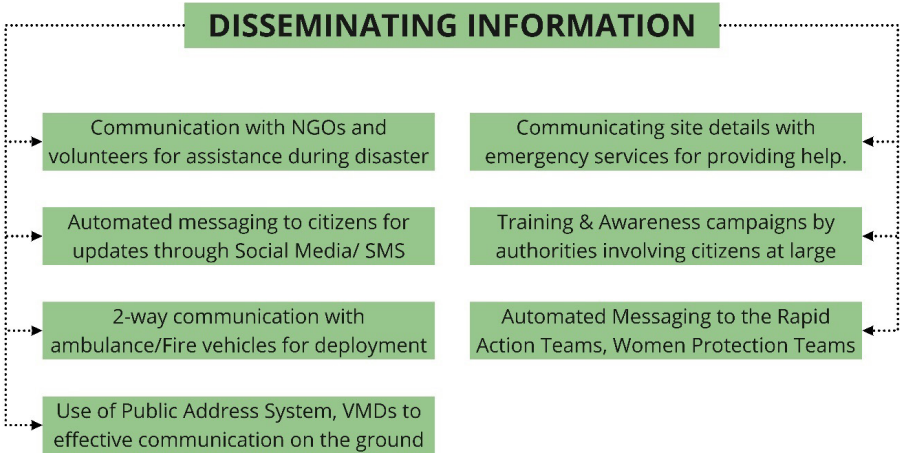 DISSEMINATING INFORMATION
Communication with NGOs and
volunteers for assistance during disaster
Automated messaging to citizens for
updates through Social Media/ SMS
2-way communication with
ambulance/Fire vehicles for deployment
Use of Public Address System, VMDs to
effective communication on the ground
Communicating site details with
emergency services for providing help.
Training & Awareness campaigns by
authorities involving citizens at large
Automated Messaging to the Rapid
Action Teams, Women Protection Teams